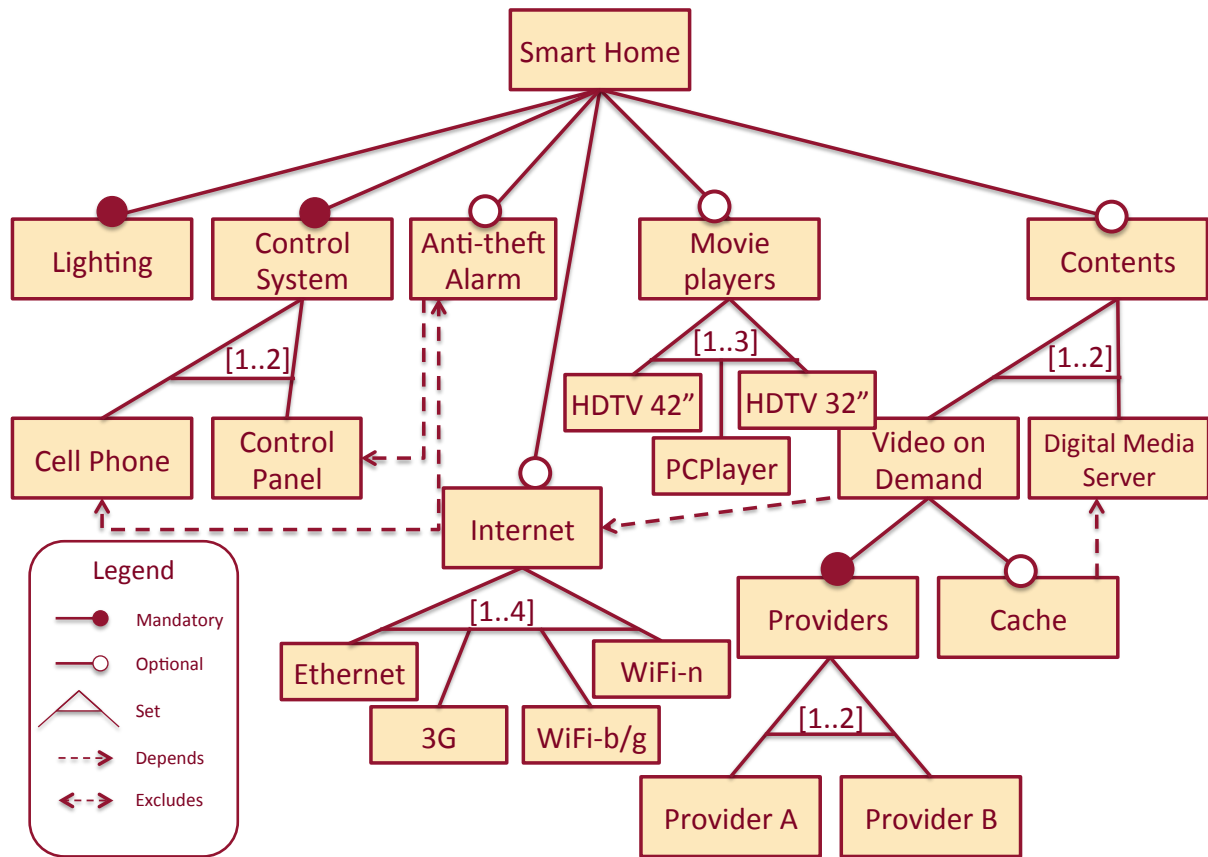 Smart Home
Lighting
Control
System
Anti-theft
Alarm
Movie
players
Contents
[1..2]
[1..3]
[1..2]
HDTV 42”
HDTV 32”
PCPlayer
Cell Phone
Control
Panel
Video on
Demand
Digital Media
Server
Internet
[1..4]
Ethernet
3G
WiFi-b/g
WiFi-n
Providers
Cache
[1..2]
Provider A
Provider B
Legend
Mandatory
Optional
Set
Depends
Excludes